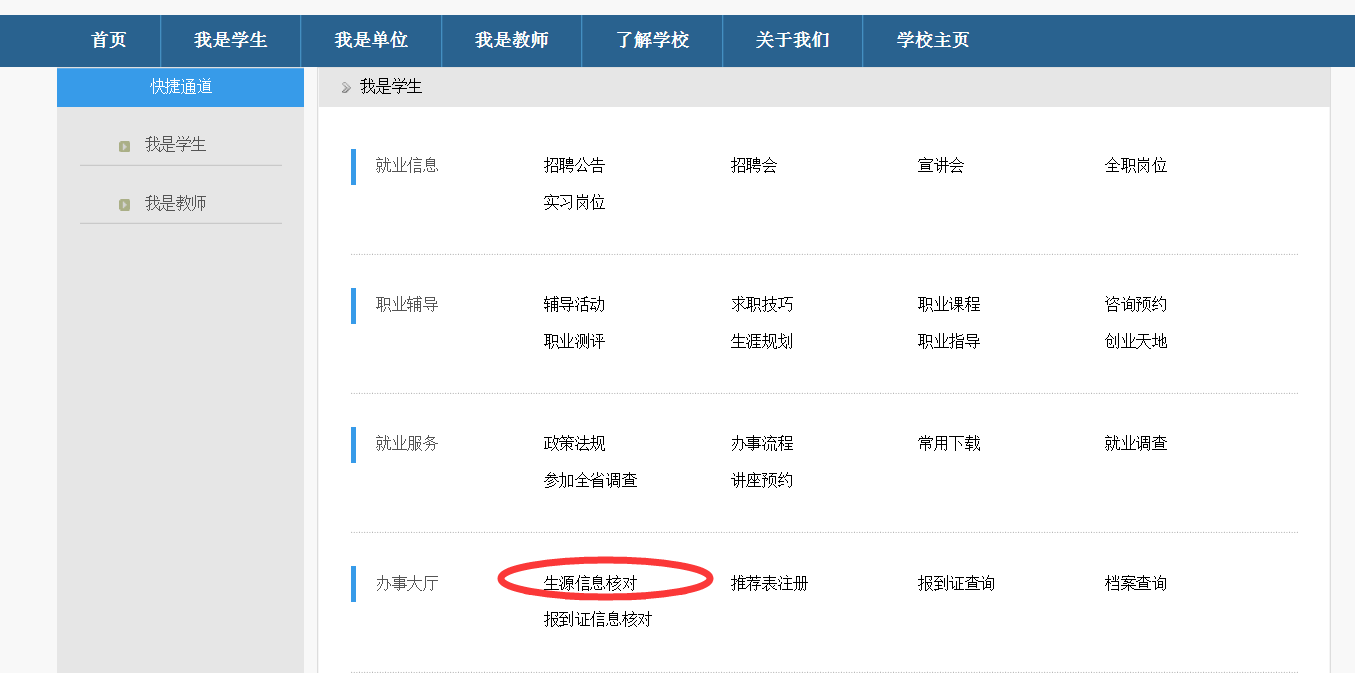 首页 我是学生 我是单位 我是教师 了解学校 关于我们 学校主页
快捷通道
我是学生
我是教师
我是学生
就业信息 招聘公告 招聘会 宣讲会 全职岗位
实习岗位
职业辅导 辅导活动 求职技巧 职业课程 咨询预约
职业测评 生涯规划 职业指导 创业天地
就业服务 政策法规 办事流程 常用下载 就业调查
参加全省调查 讲座预约
办事大厅 生源信息核对 推荐表注册 报到证查询 档案查询
报到证信息核对